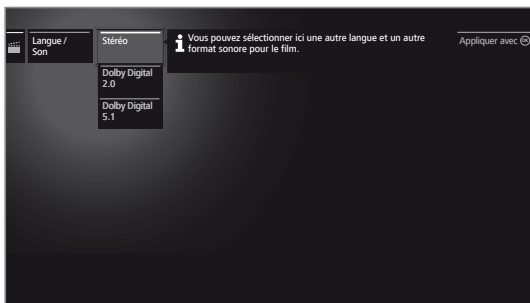 Langue /
Son
Stéréo
Dolby Digital
2.0
Dolby Digital
5.1
i Vous pouvez sélectionner ici une autre langue et un autre
format sonore pour le film.
Appliquer avec OK